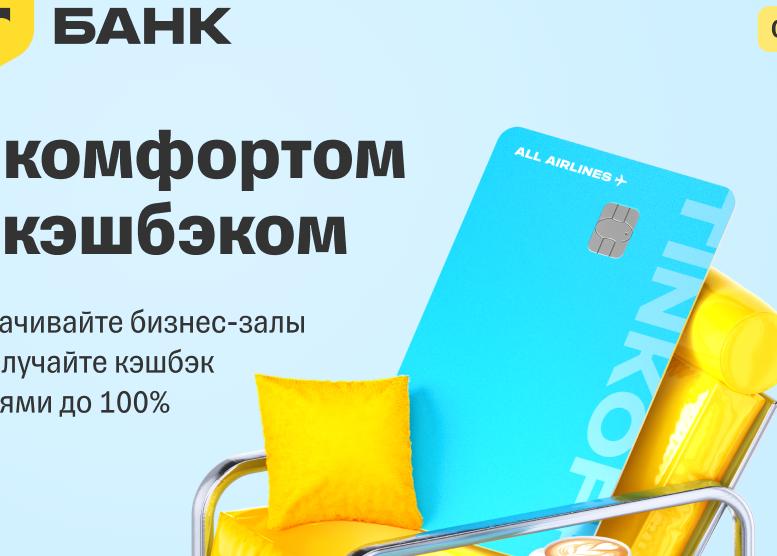 БАНК
комфортом
кэшбэком
ачивайте бизнес-залы
лучайте кэшбэк
ями до 100%
ALL AIRLINES
TINKOF